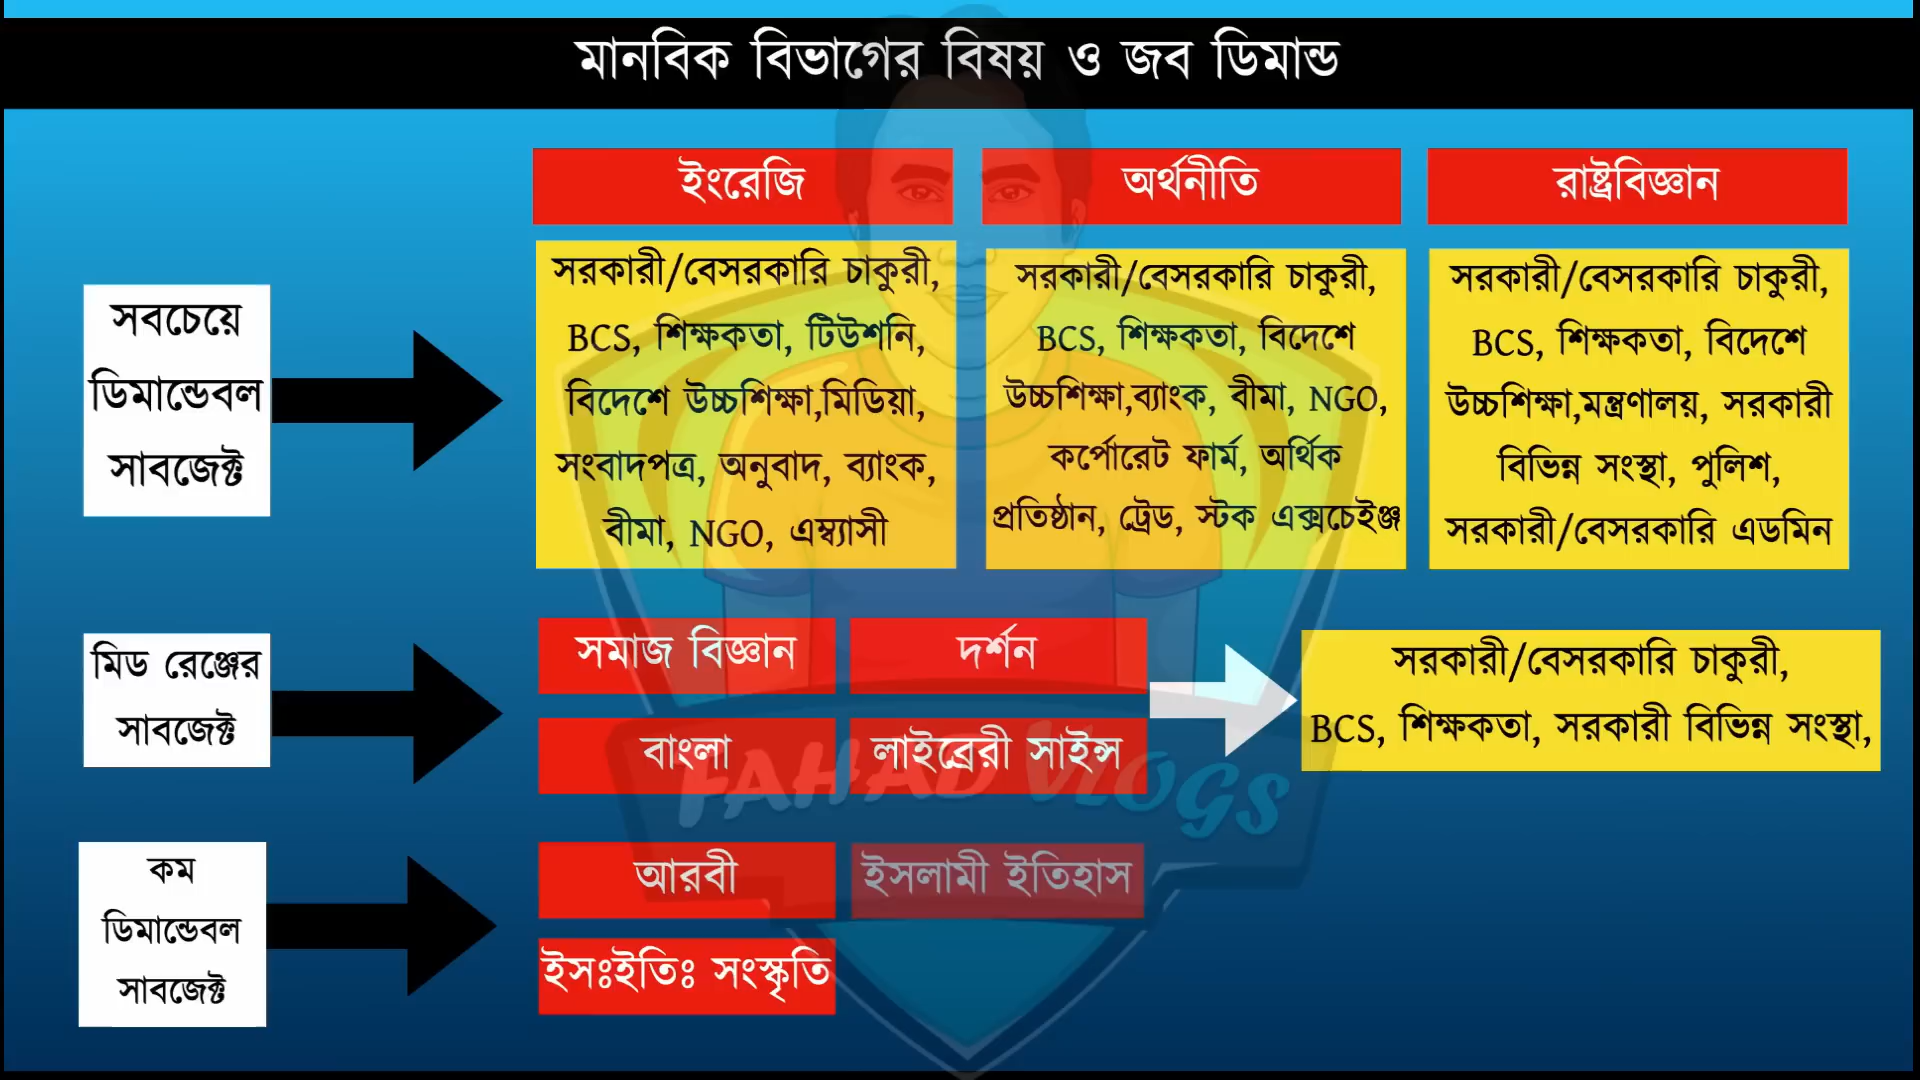 মানবিক বিভাগের বিষয় ও জব ডিমান্ড
সবচেয়ে
ডিমান্ডেবল
সাবজেক্ট
ইংরেজি
সরকারী/বেসরকারি চাকুরী,
BCS, শিক্ষকতা, টিউশনি,
বিদেশে উচ্চশিক্ষা,মিডিয়া,
সংবাদপত্র, অনুবাদ, ব্যাংক,
বীমা, NGO, এম্ব্যাসী
অর্থনীতি
সরকারী/বেসরকারি চাকুরী,
BCS, শিক্ষকতা, বিদেশে
উচ্চশিক্ষা,ব্যাংক, বীমা, NGO,
কর্পোরেট ফার্ম, অর্থিক
প্রতিষ্ঠান, ট্রেড, স্টক এক্সচেইঞ্জ
রাষ্ট্রবিজ্ঞান
সরকারী/বেসরকারি চাকুরী,
BCS, শিক্ষকতা, বিদেশে
উচ্চশিক্ষা,মন্ত্রণালয়, সরকারী
বিভিন্ন সংস্থা, পুলিশ,
সরকারী/বেসরকারি এডমিন
মিড রেঞ্জের
সাবজেক্ট
সমাজ বিজ্ঞান
দর্শন
বাংলা
লাইব্রেরী সাইন্স
সরকারী/বেসরকারি চাকুরী,
BCS, শিক্ষকতা, সরকারী বিভিন্ন সংস্থা,
FAHAD VLOGS
কম
ডিমান্ডেবল
সাবজেক্ট
আরবী
ইসলামী ইতিহাস
ইসঃইতিঃ সংস্কৃতি